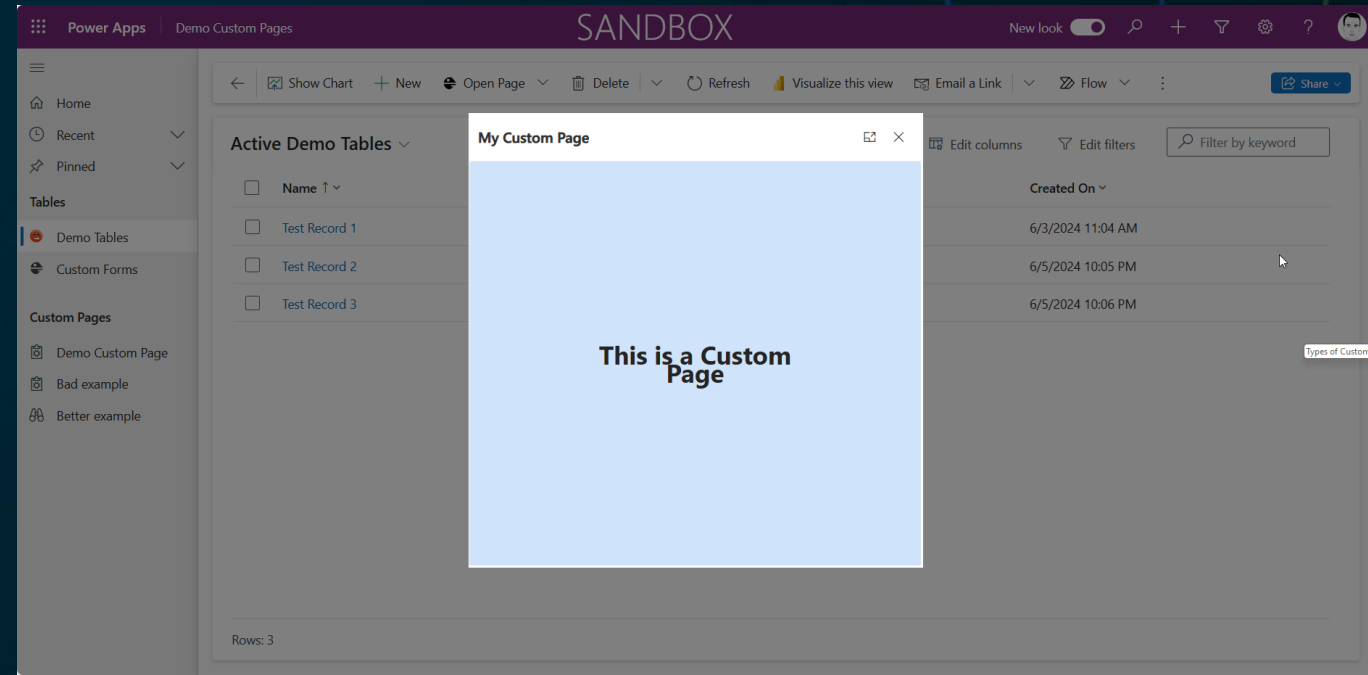 Power Apps Demo Custom Pages SANDBOX New look
Show Chart New Open Page Delete Refresh Visualize this view Email a Link Flow Share
Home
Recent
Pinned
Tables
Demo Tables
Custom Forms
Custom Pages
Demo Custom Page
Bad example
Better example
Active Demo Tables
Edit columns Edit filters Filter by keyword
Name ↑ Created On
Test Record 1 6/3/2024 11:04 AM
Test Record 2 6/5/2024 10:05 PM
Test Record 3 6/5/2024 10:06 PM
Rows: 3
My Custom Page
This is a Custom
Page
Types of Custom